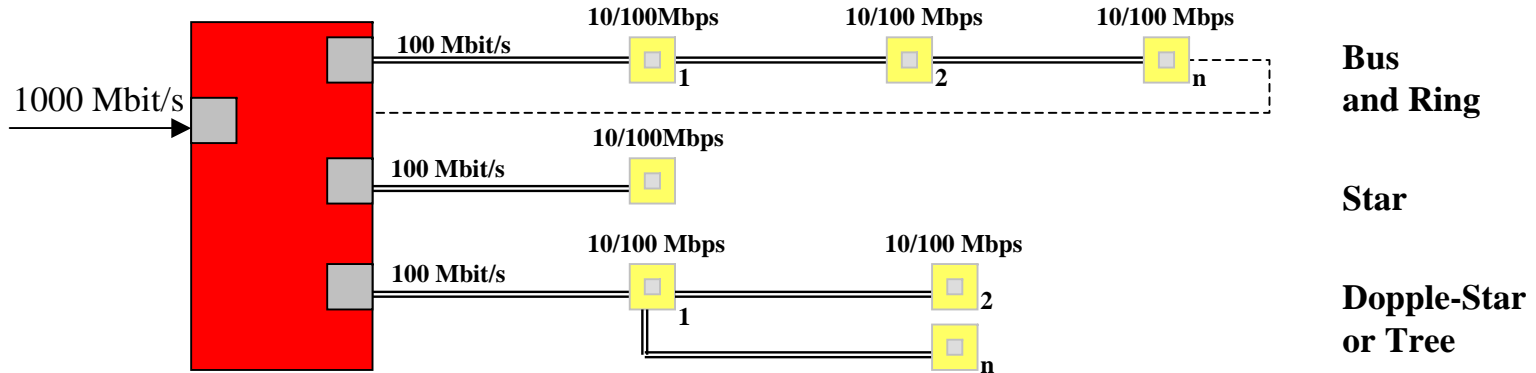 10/100Mbps 10/100 Mbps 10/100 Mbps
100 Mbit/s
1 2 n
Bus
and Ring
1000 Mbit/s
10/100Mbps
100 Mbit/s
Star
10/100 Mbps 10/100 Mbps
100 Mbit/s
1 2
n
Dopple-Star
or Tree